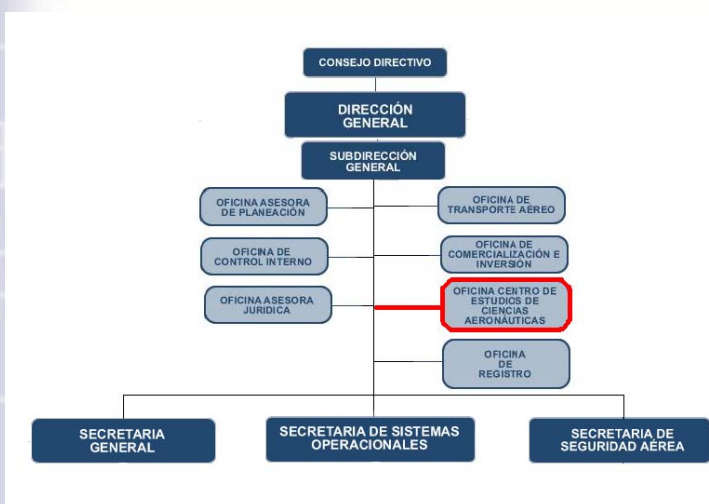 CONSEJO DIRECTIVO
DIRECCIÓN
GENERAL
SUBDIRECCIÓN
GENERAL
OFICINA ASESORA
DE PLANEACIÓN
OFICINA DE
TRANSPORTE AÉREO
OFICINA DE
CONTROL INTERNO
OFICINA DE
COMERCIALIZACIÓN E
INVERSIÓN
OFICINA ASESORA
JURIDICA
OFICINA CENTRO DE
ESTUDIOS DE
CIENCIAS
AERONÁUTICAS
OFICINA
DE
REGISTRO
SECRETARIA
GENERAL
SECRETARIA DE SISTEMAS
OPERACIONALES
SECRETARIA DE
SEGURIDAD AÉREA